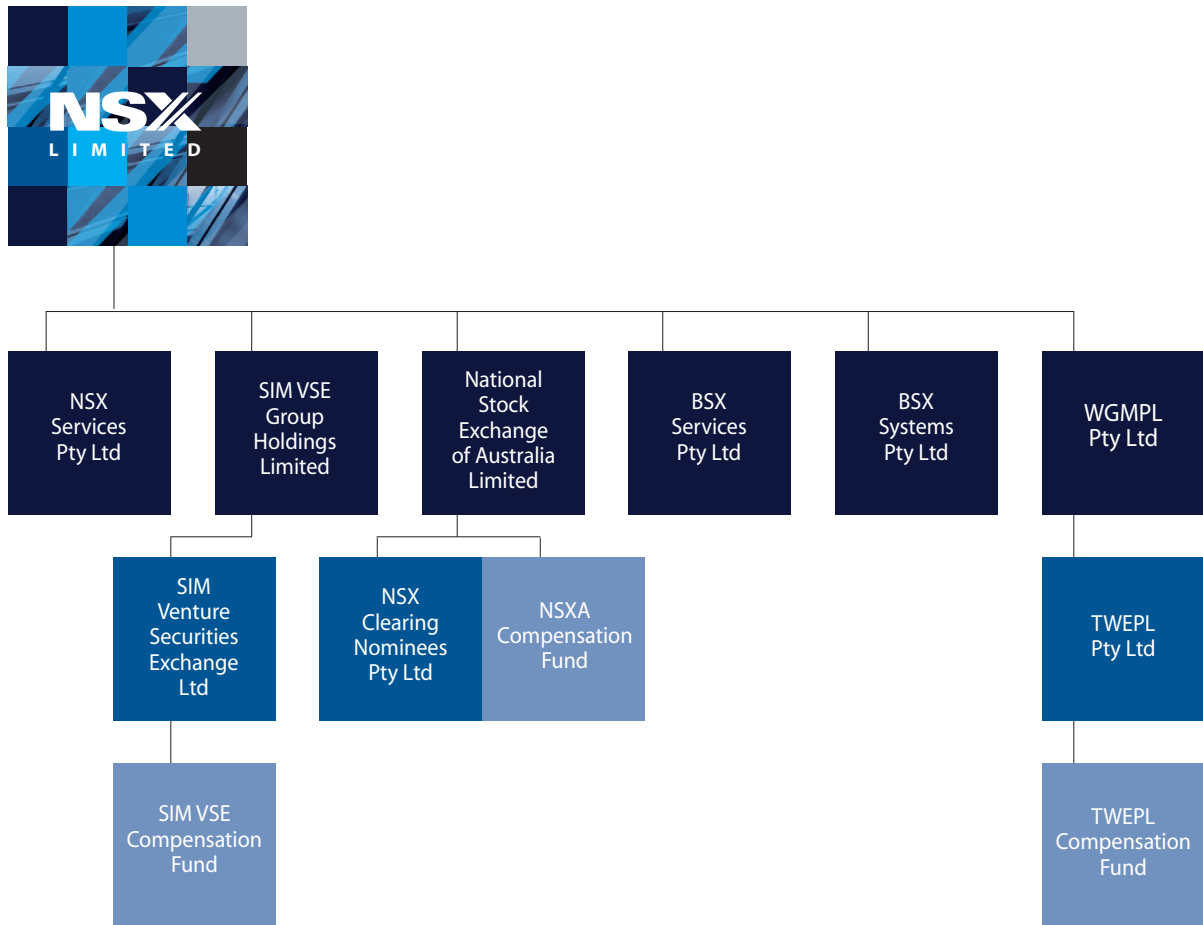 NSX
LIMITED
NSX
Services
Pty Ltd
SIM VSE
Group
Holdings
Limited
National
Stock
Exchange
of Australia
Limited
BSX
Services
Pty Ltd
BSX
Systems
Pty Ltd
WGMPL
Pty Ltd
SIM
Venture
Securities
Exchange
Ltd
NSX
Clearing
Nominees
Pty Ltd
NSXA
Compensation
Fund
TWEPL
Pty Ltd
SIM VSE
Compensation
Fund
TWEPL
Compensation
Fund